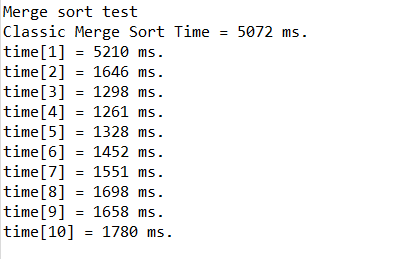 Merge sort test
Classic Merge Sort Time = 5072 ms.
time[1] = 5210 ms.
time[2] = 1646 ms.
time[3] = 1298 ms.
time[4] = 1261 ms.
time[5] = 1328 ms.
time[6] = 1452 ms.
time[7] = 1551 ms.
time[8] = 1698 ms.
time[9] = 1658 ms.
time[10] = 1780 ms.